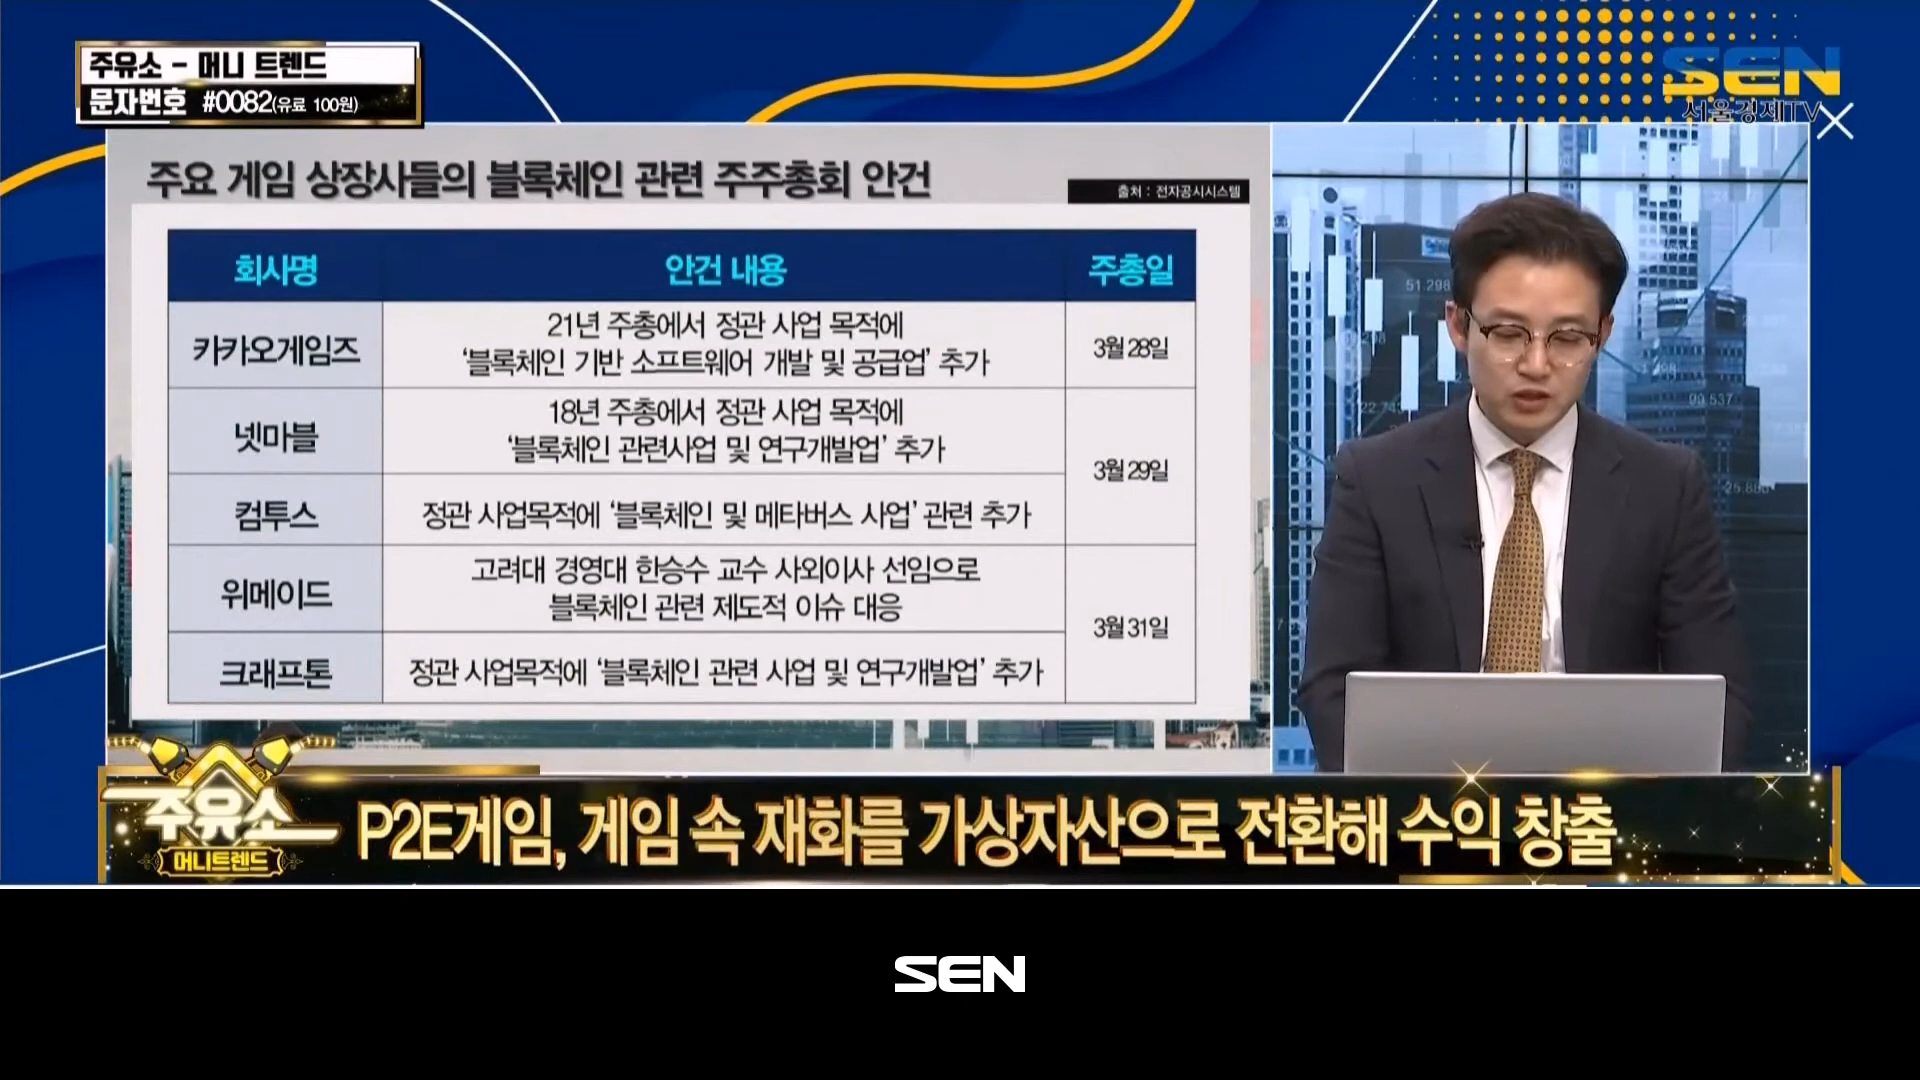 주유소 - 머니 트렌드
문자번호 #0082(유료 100원)
SEN
서울경제TV
주요 게임 상장사들의 블록체인 관련 주주총회 안건
출처 : 전자공시시스템
회사명 안건 내용 주총일
카카오게임즈
21년 주총에서 정관 사업 목적에
‘블록체인 기반 소프트웨어 개발 및 공급업’ 추가
3월 28일
넷마블
18년 주총에서 정관 사업 목적에
‘블록체인 관련사업 및 연구개발업’ 추가
3월 29일
컴투스
정관 사업목적에 ‘블록체인 및 메타버스 사업’ 관련 추가
위메이드
고려대 경영대 한승수 교수 사외이사 선임으로
블록체인 관련 제도적 이슈 대응
3월 31일
크래프톤
정관 사업목적에 ‘블록체인 관련 사업 및 연구개발업’ 추가
51.298
99.537
주유소
머니트렌드
P2E게임, 게임 속 재화를 가상자산으로 전환해 수익 창출
SEN